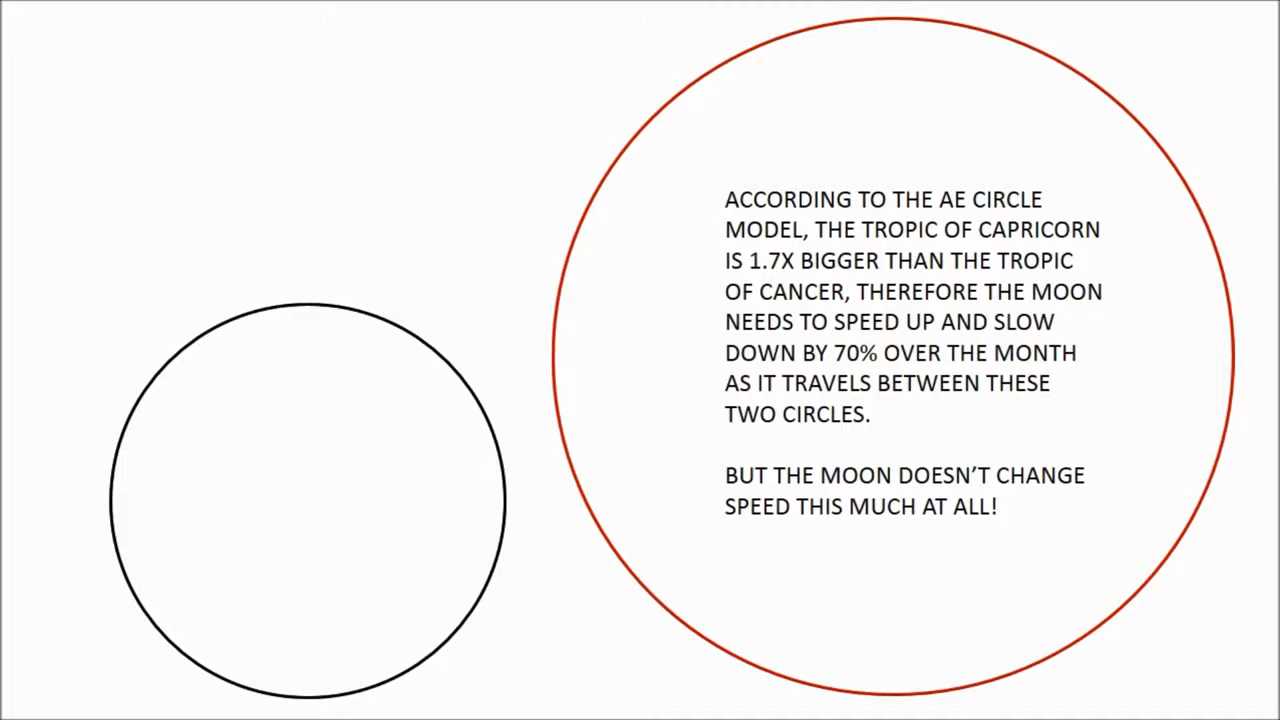 ACCORDING TO THE AE CIRCLE
MODEL, THE TROPIC OF CAPRICORN
IS 1.7X BIGGER THAN THE TROPIC
OF CANCER, THEREFORE THE MOON
NEEDS TO SPEED UP AND SLOW
DOWN BY 70% OVER THE MONTH
AS IT TRAVELS BETWEEN THESE
TWO CIRCLES.
BUT THE MOON DOESN’T CHANGE
SPEED THIS MUCH AT ALL!